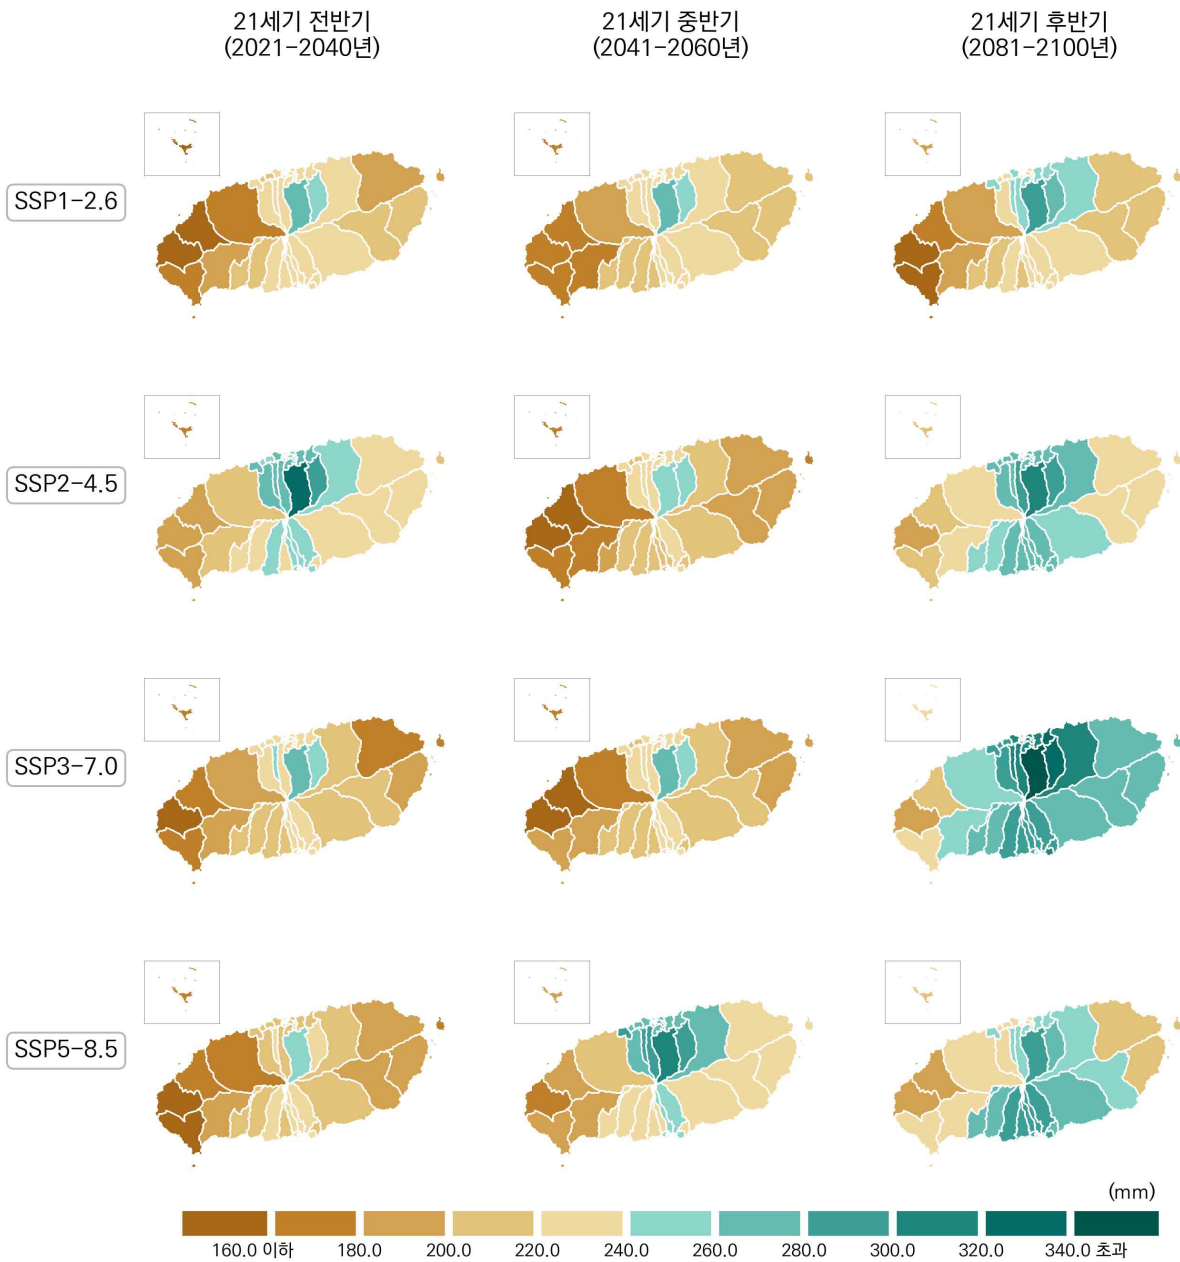 21세기 전반기
(2021-2040년)
21세기 중반기
(2041-2060년)
21세기 후반기
(2081-2100년)
SSP1-2.6
SSP2-4.5
SSP3-7.0
SSP5-8.5
(mm)
160.0 이하 180.0 200.0 220.0 240.0 260.0 280.0 300.0 320.0 340.0 초과